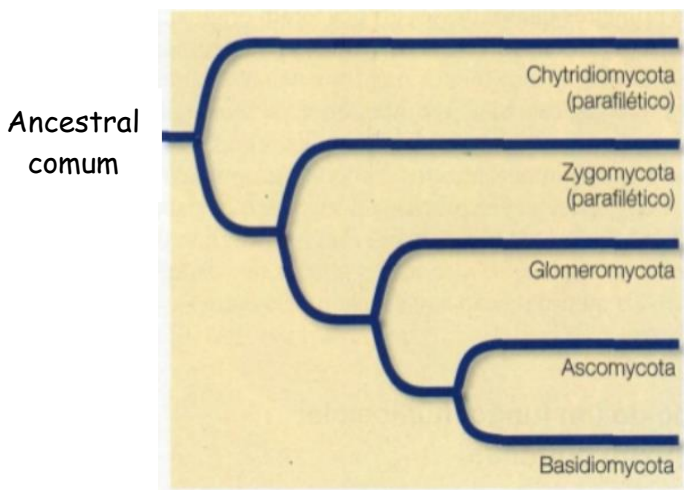 Ancestral
comum
Chytridiomycota
(parafilético)
Zygomycota
(parafilético)
Glomeromycota
Ascomycota
Basidiomycota